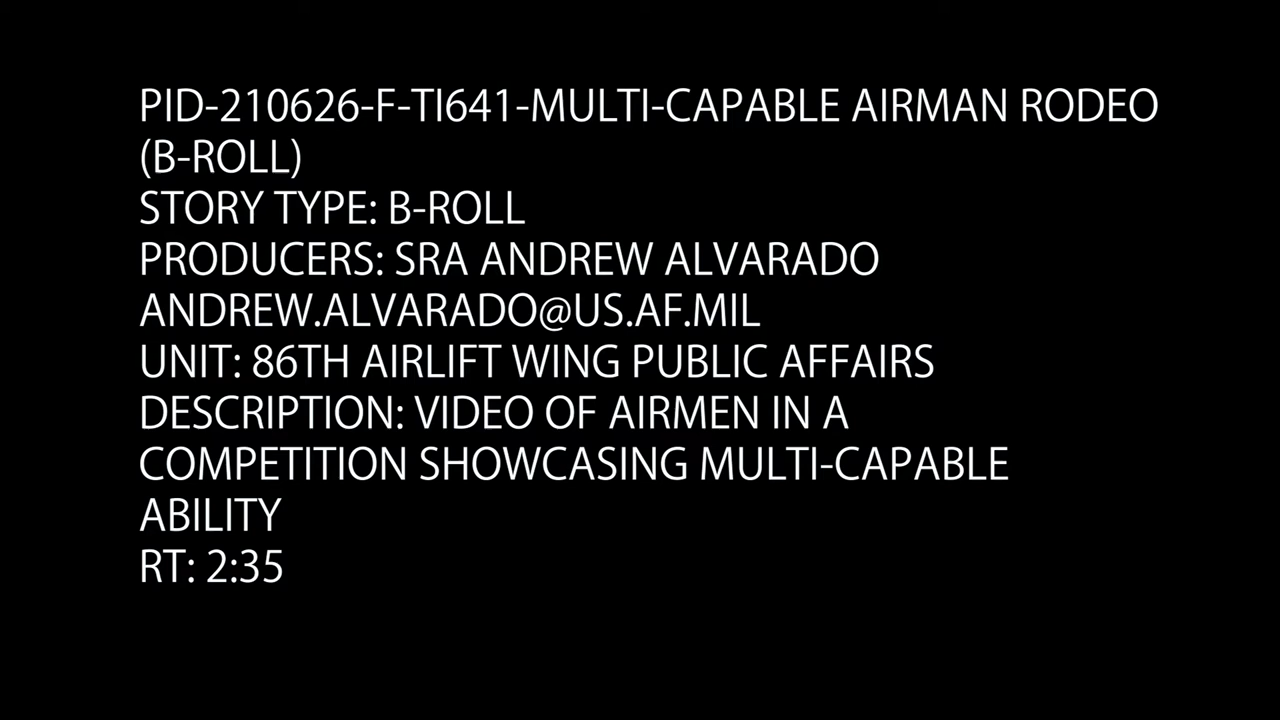 PID-210626-F-TI641-MULTI-CAPABLE AIRMAN RODEO
(B-ROLL)
STORY TYPE: B-ROLL
PRODUCERS: SRA ANDREW ALVARADO
ANDREW.ALVARADO@US.AF.MIL
UNIT: 86TH AIRLIFT WING PUBLIC AFFAIRS
DESCRIPTION: VIDEO OF AIRMEN IN A
COMPETITION SHOWCASING MULTI-CAPABLE
ABILITY
RT: 2:35